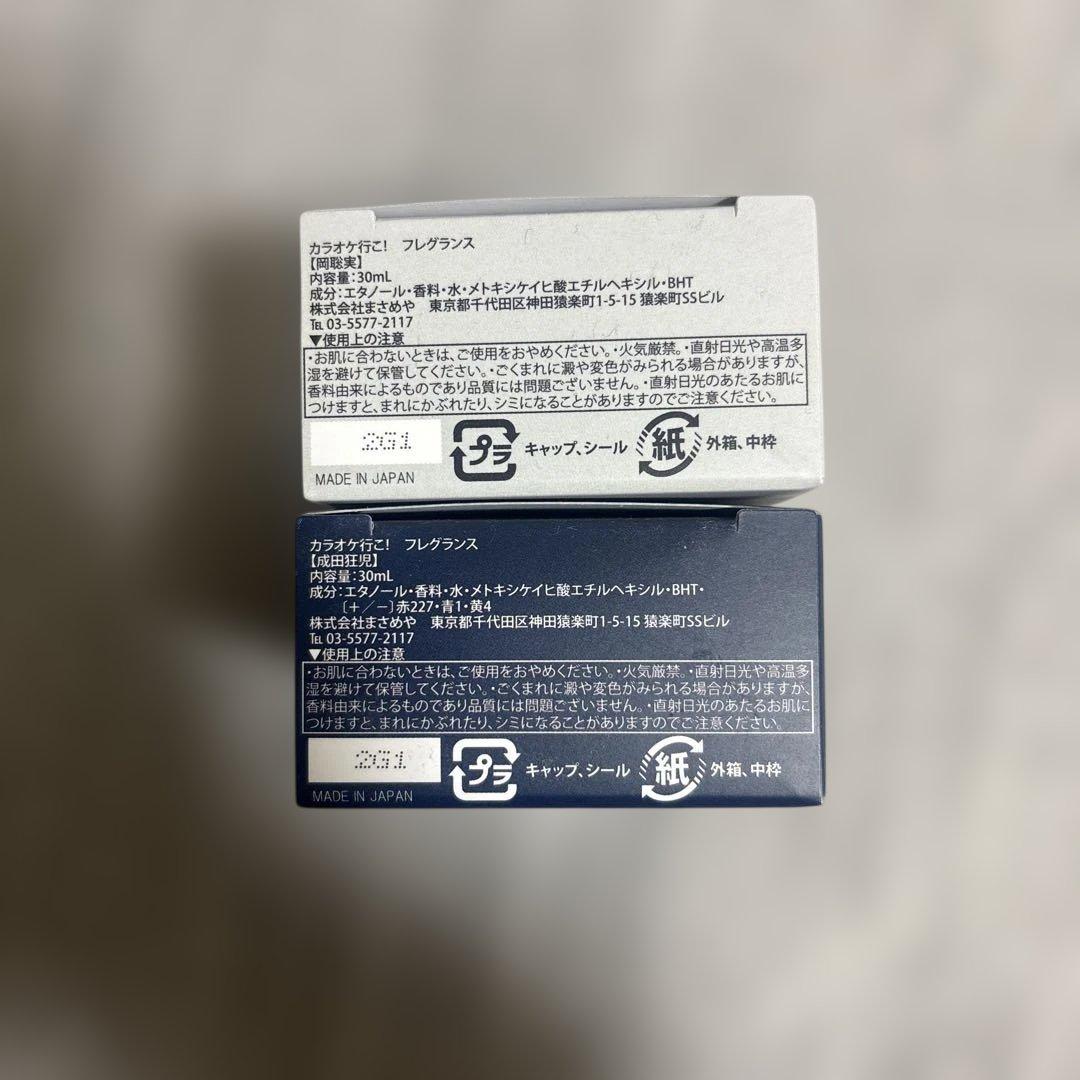 カラオケ行こ！　フレグランス
【岡聡実】
内容量：30mL
成分：エタノール・香料・水・メトキシケイヒ酸エチルヘキシル・BHT
株式会社まさめや　東京都千代田区神田猿楽町1-5-15 猿楽町SSビル
℡ 03-5577-2117
▼使用上の注意
・お肌に合わないときは、ご使用をおやめください。・火気厳禁。・直射日光や高温多
湿を避けて保管してください。・ごくまれに澱や変色がみられる場合がありますが、
香料由来によるものであり品質には問題ございません。・直射日光のあたるお肌に
つけますと、まれにかぶれたり、シミになることがありますのでご注意ください。
2G1 プラ キャップ、シール 紙 外箱、中枠
MADE IN JAPAN
カラオケ行こ！　フレグランス
【成田狂児】
内容量：30mL
成分：エタノール・香料・水・メトキシケイヒ酸エチルヘキシル・BHT・
〔＋／－〕赤227・青1・黄4
株式会社まさめや　東京都千代田区神田猿楽町1-5-15 猿楽町SSビル
℡ 03-5577-2117
▼使用上の注意
・お肌に合わないときは、ご使用をおやめください。・火気厳禁。・直射日光や高温多
湿を避けて保管してください。・ごくまれに澱や変色がみられる場合がありますが、
香料由来によるものであり品質には問題ございません。・直射日光のあたるお肌に
つけますと、まれにかぶれたり、シミになることがありますのでご注意ください。
2G1 プラ キャップ、シール 紙 外箱、中枠
MADE IN JAPAN